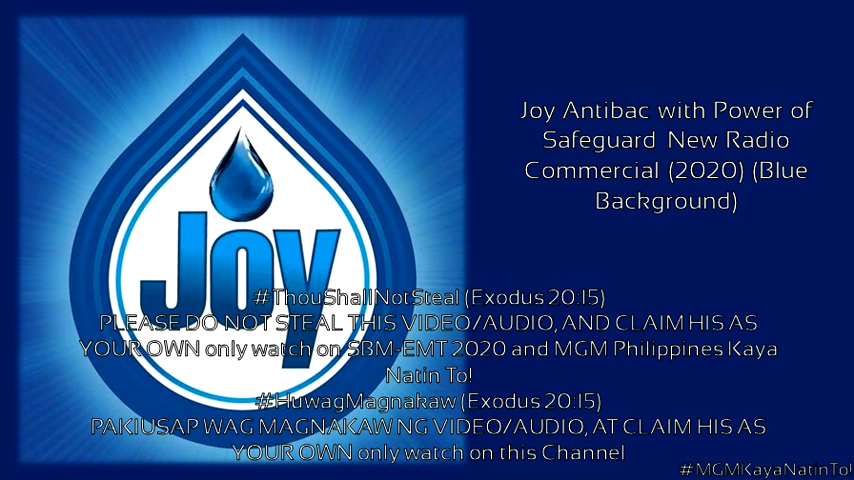 Joy Antibac with Power of
Safeguard New Radio
Commercial (2020) (Blue
Background)
Joy
#ThouShallNotSteal (Exodus 20:15)
PLEASE DO NOT STEAL THIS VIDEO/AUDIO, AND CLAIM HIS AS
YOUR OWN only watch on SBM-EMT 2020 and MGM Philippines Kaya
Natin To!
#HuwagMagnakaw (Exodus 20:15)
PAKIUSAP WAG MAGNAKAW NG VIDEO/AUDIO, AT CLAIM HIS AS
YOUR OWN only watch on this Channel
#MGMKayaNatinTo!